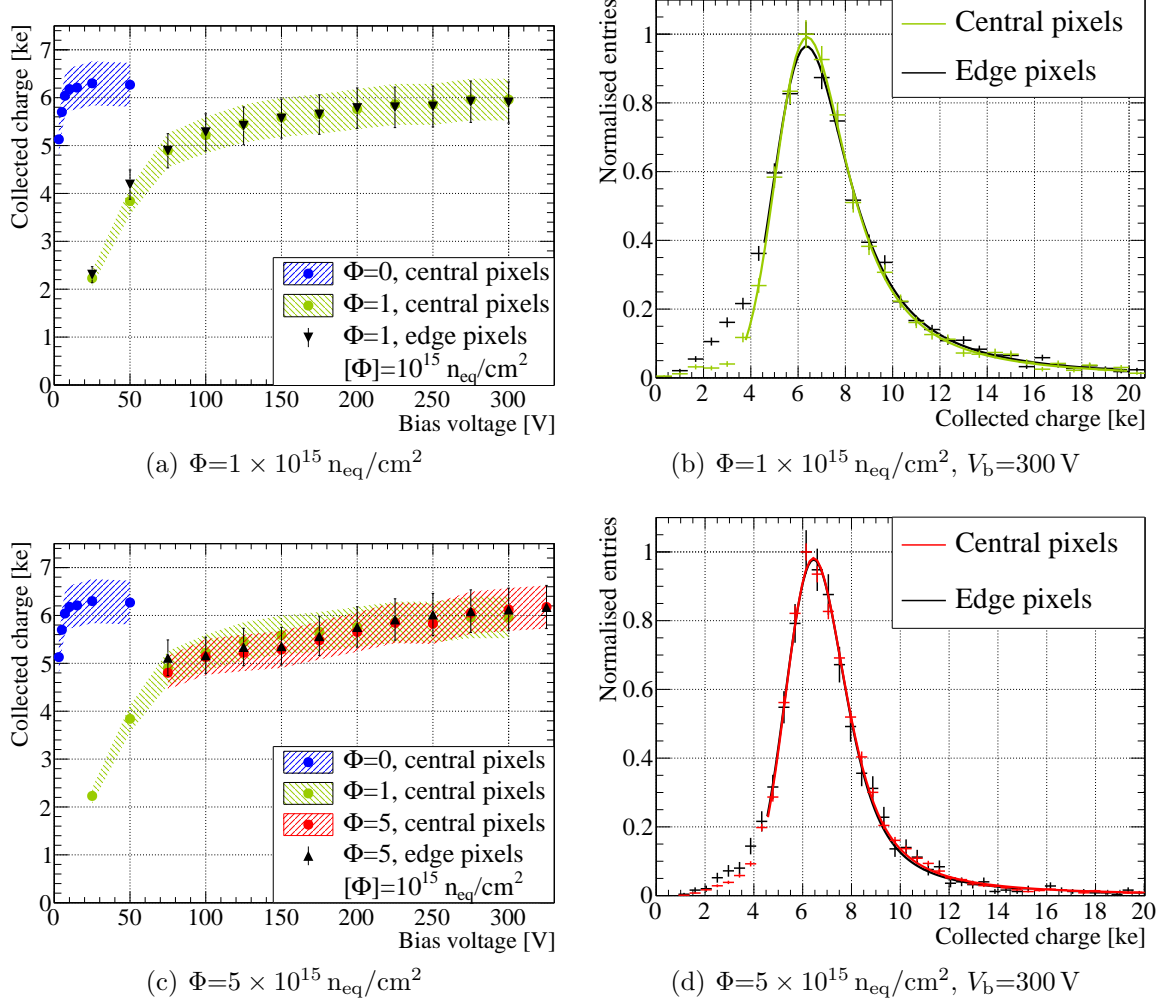 Collected charge [ke]
7
6
5
4
3
2
1
0
0 50 100 150 200 250 300
Bias voltage [V]
Φ=0, central pixels
Φ=1, central pixels
Φ=1, edge pixels
[Φ]=10¹⁵ n_eq/cm²
(a) Φ=1 × 10¹⁵ n_eq/cm²
Normalised entries
1
0.8
0.6
0.4
0.2
0
0 2 4 6 8 10 12 14 16 18 20
Collected charge [ke]
Central pixels
Edge pixels
(b) Φ=1 × 10¹⁵ n_eq/cm², V_b=300 V
Collected charge [ke]
7
6
5
4
3
2
1
0
0 50 100 150 200 250 300
Bias voltage [V]
Φ=0, central pixels
Φ=1, central pixels
Φ=5, central pixels
Φ=5, edge pixels
[Φ]=10¹⁵ n_eq/cm²
(c) Φ=5 × 10¹⁵ n_eq/cm²
Normalised entries
1
0.8
0.6
0.4
0.2
0
0 2 4 6 8 10 12 14 16 18 20
Collected charge [ke]
Central pixels
Edge pixels
(d) Φ=5 × 10¹⁵ n_eq/cm², V_b=300 V